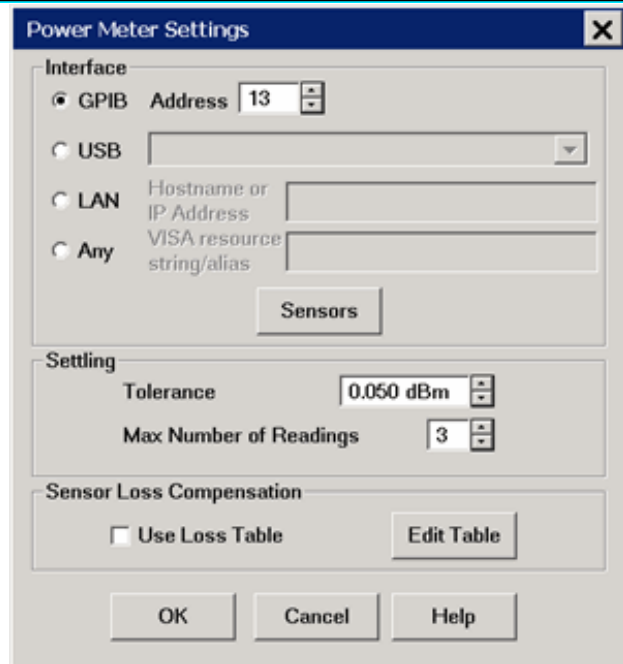 Power Meter Settings
Interface
GPIB Address 13
USB
LAN Hostname or
IP Address
Any VISA resource
string/alias
Sensors
Settling
Tolerance 0.050 dBm
Max Number of Readings 3
Sensor Loss Compensation
Use Loss Table Edit Table
OK Cancel Help